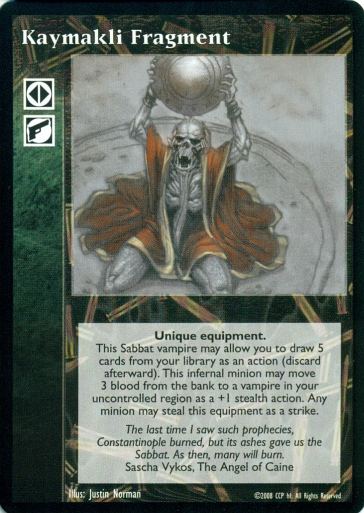 Kaymakli Fragment
Unique equipment.
This Sabbat vampire may allow you to draw 5
cards from your library as an action (discard
afterward). This infernal minion may move
3 blood from the bank to a vampire in your
uncontrolled region as a +1 stealth action. Any
minion may steal this equipment as a strike.
The last time I saw such prophecies,
Constantinople burned, but its ashes gave us the
Sabbat. As then, many will burn.
Sascha Vykos, The Angel of Caine
Illus: Justin Norman
©2008 CCP hf. All Rights Reserved